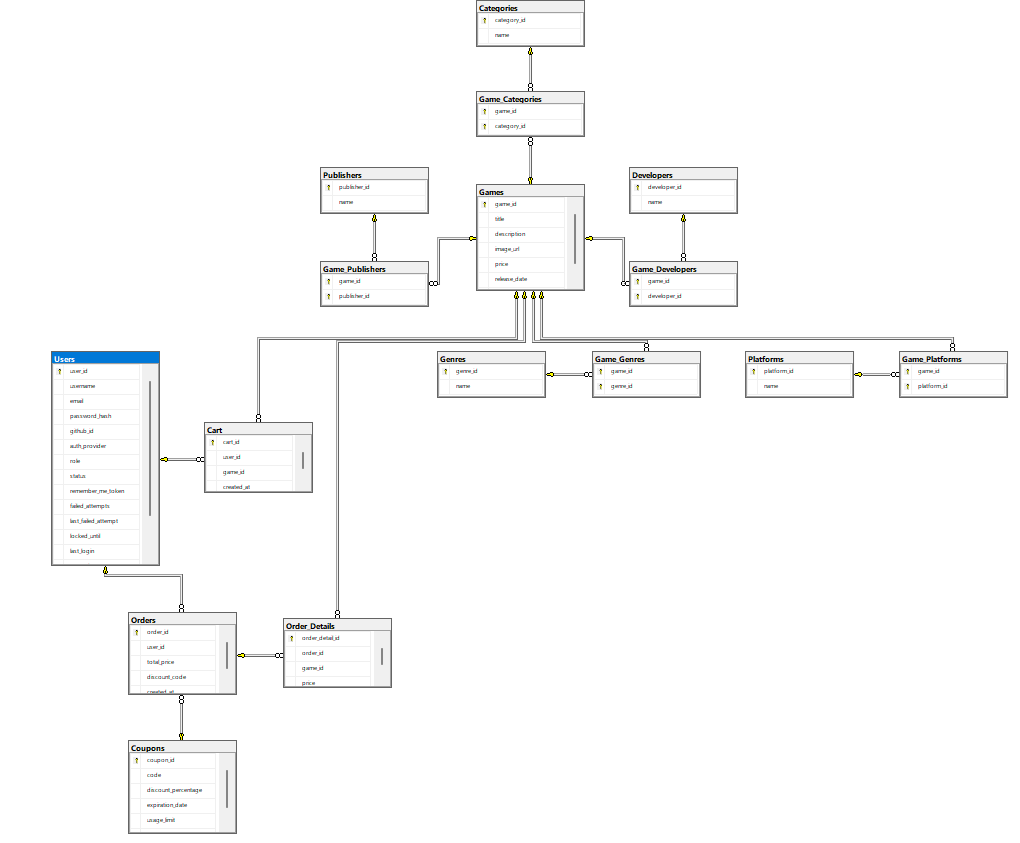 Categories
category_id
name
Game_Categories
game_id
category_id
Publishers
publisher_id
name
Developers
developer_id
name
Games
game_id
title
description
image_url
price
release_date
Game_Publishers
game_id
publisher_id
Game_Developers
game_id
developer_id
Users
user_id
username
email
password_hash
github_id
auth_provider
role
status
remember_me_token
failed_attempts
last_failed_attempt
locked_until
last_login
Genres
genre_id
name
Game_Genres
game_id
genre_id
Platforms
platform_id
name
Game_Platforms
game_id
platform_id
Cart
cart_id
user_id
game_id
created_at
Orders
order_id
user_id
total_price
discount_code
created_at
Order_Details
order_detail_id
order_id
game_id
price
Coupons
coupon_id
code
discount_percentage
expiration_date
usage_limit